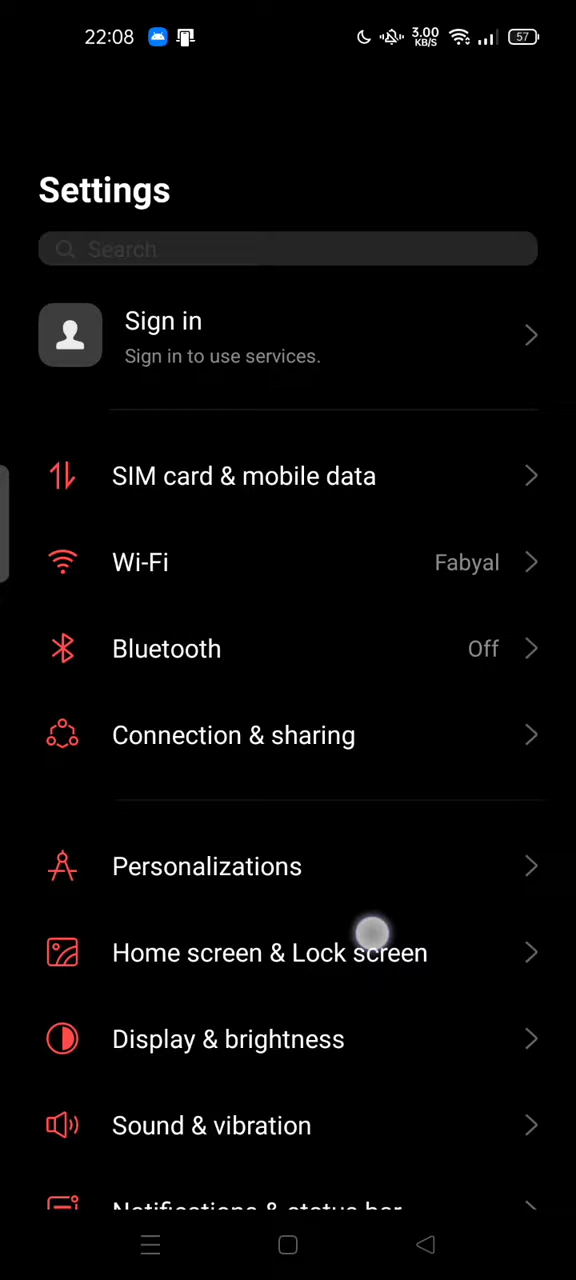 22:08
3.00 KB/S
57
Settings
Search
Sign in
Sign in to use services.
SIM card & mobile data
Wi-Fi Fabyal
Bluetooth Off
Connection & sharing
Personalizations
Home screen & Lock screen
Display & brightness
Sound & vibration
Notifications & status bar